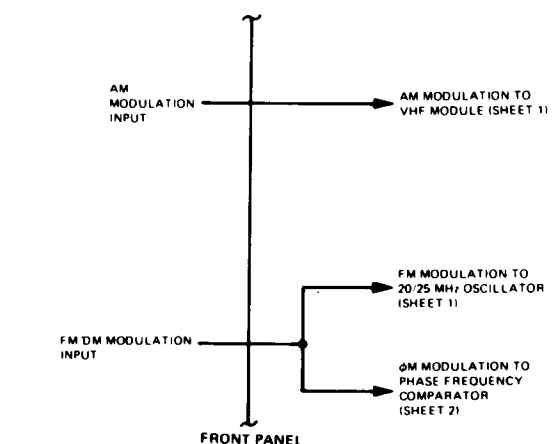 AM
MODULATION
INPUT
AM MODULATION TO
VHF MODULE (SHEET 1)
FM MODULATION TO
20/25 MHz OSCILLATOR
(SHEET 1)
FM DM MODULATION
INPUT
ϕM MODULATION TO
PHASE FREQUENCY
COMPARATOR
(SHEET 2)
FRONT PANEL